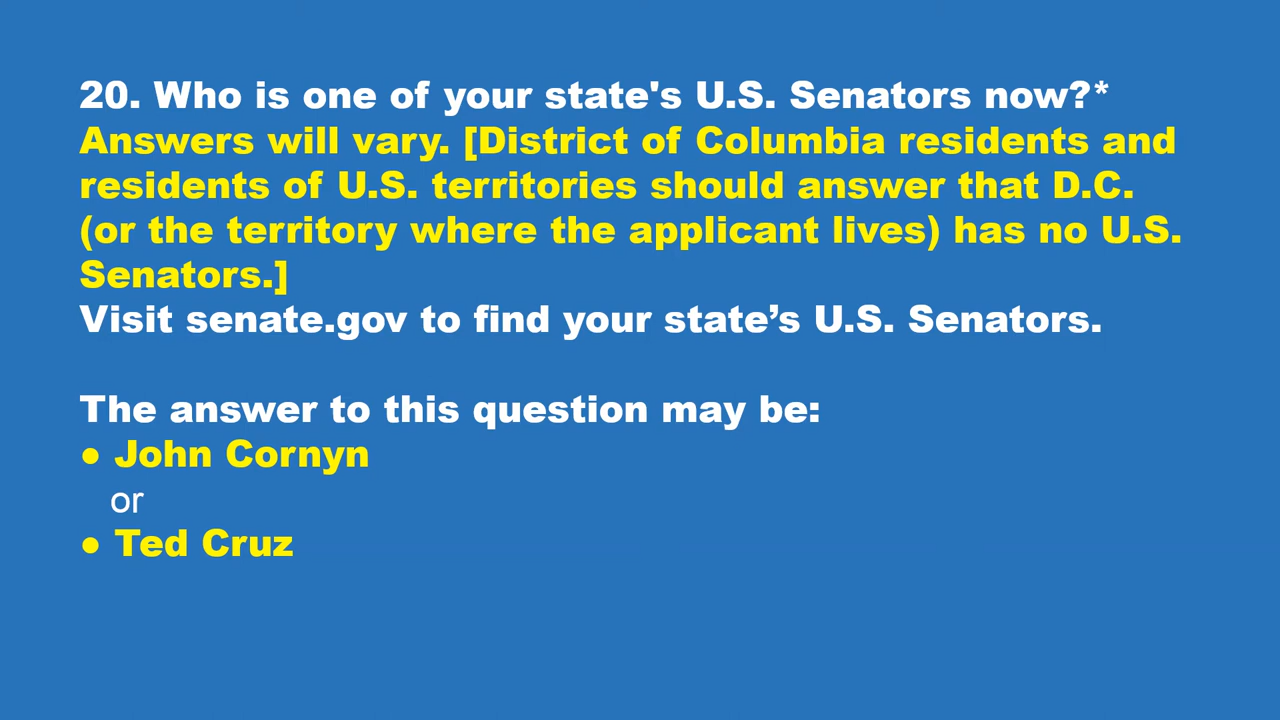 20. Who is one of your state's U.S. Senators now?*
Answers will vary. [District of Columbia residents and
residents of U.S. territories should answer that D.C.
(or the territory where the applicant lives) has no U.S.
Senators.]
Visit senate.gov to find your state’s U.S. Senators.
The answer to this question may be:
● John Cornyn
or
● Ted Cruz